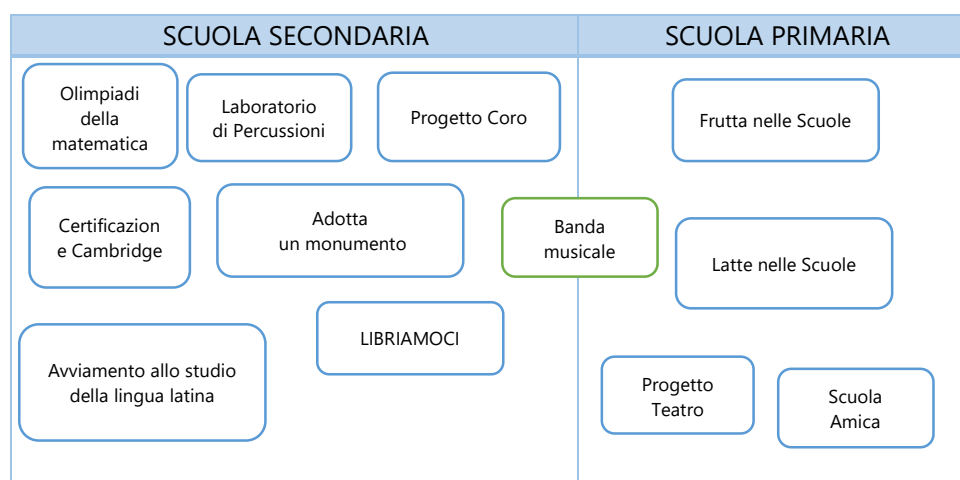 SCUOLA SECONDARIA
SCUOLA PRIMARIA
Olimpiadi
della
matematica
Laboratorio
di Percussioni
Progetto Coro
Frutta nelle Scuole
Certificazion
e Cambridge
Adotta
un monumento
Banda
musicale
Latte nelle Scuole
LIBRIAMOCI
Avviamento allo studio
della lingua latina
Progetto
Teatro
Scuola
Amica